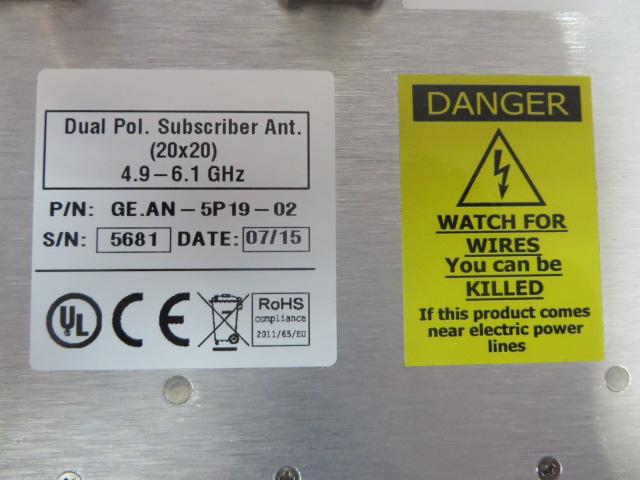 Dual Pol. Subscriber Ant.
(20x20)
4.9–6.1 GHz
P/N: GE.AN–5P19–02
S/N: 5681 DATE: 07/15
UL CE RoHS
compliance
2011/65/EU
DANGER
WATCH FOR
WIRES
You can be
KILLED
If this product comes
near electric power
lines